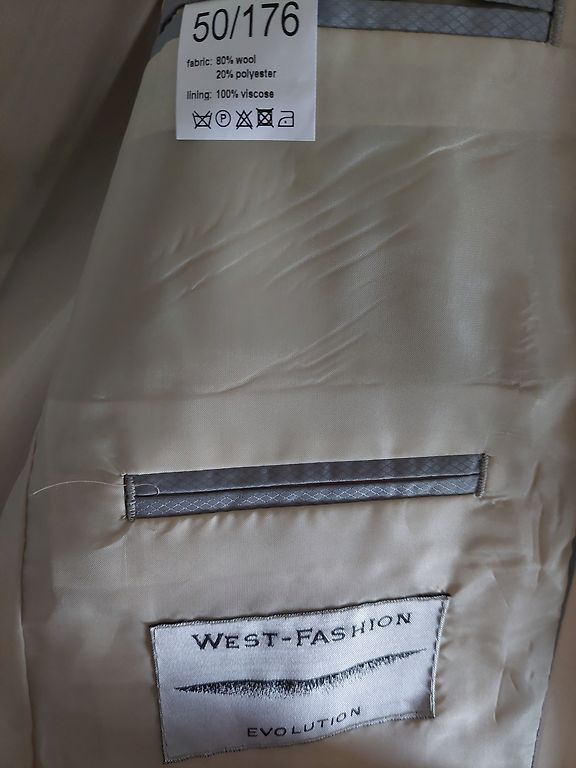 50/176
fabric: 80% wool
20% polyester
lining: 100% viscose
P
WEST-FASHION
EVOLUTION